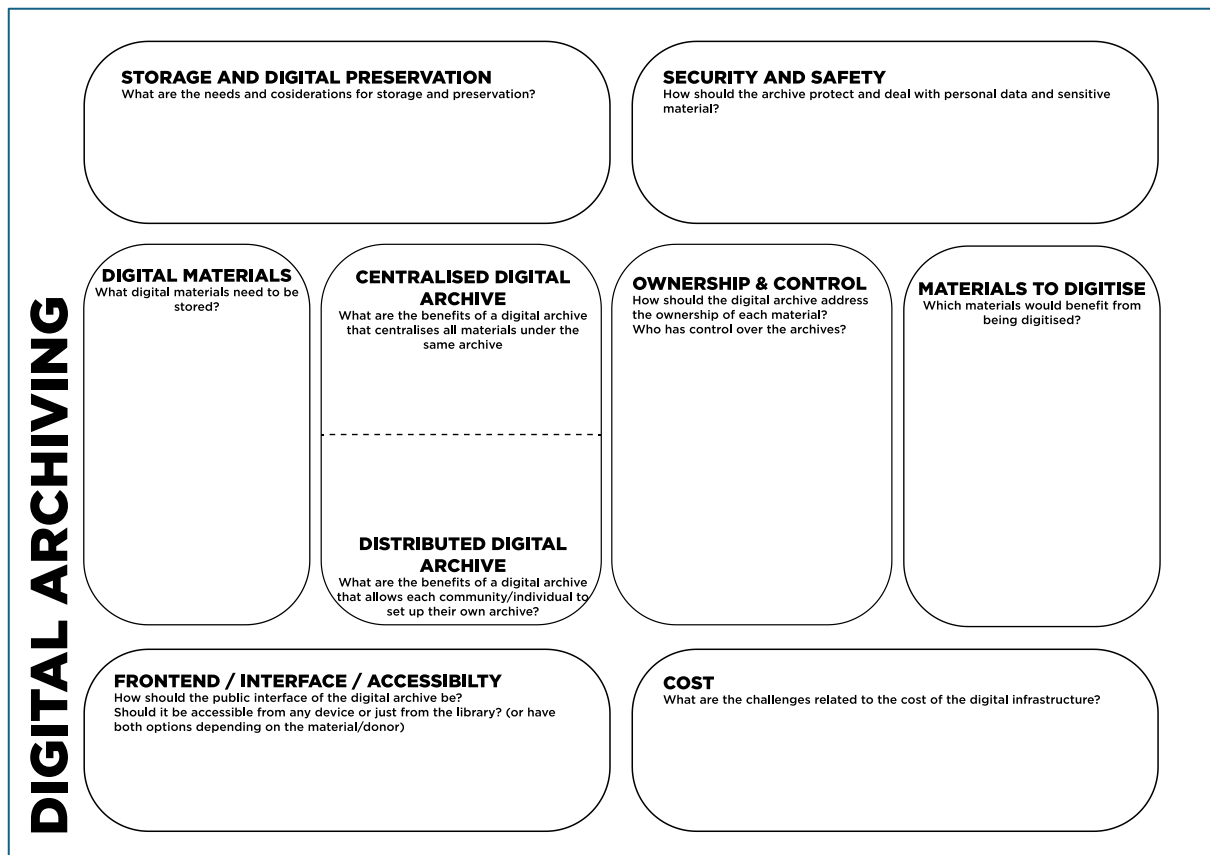 DIGITAL ARCHIVING
STORAGE AND DIGITAL PRESERVATION
What are the needs and cosiderations for storage and preservation?
SECURITY AND SAFETY
How should the archive protect and deal with personal data and sensitive
material?
DIGITAL MATERIALS
What digital materials need to be
stored?
CENTRALISED DIGITAL
ARCHIVE
What are the benefits of a digital archive
that centralises all materials under the
same archive
DISTRIBUTED DIGITAL
ARCHIVE
What are the benefits of a digital archive
that allows each community/individual to
set up their own archive?
OWNERSHIP & CONTROL
How should the digital archive address
the ownership of each material?
Who has control over the archives?
MATERIALS TO DIGITISE
Which materials would benefit from
being digitised?
FRONTEND / INTERFACE / ACCESSIBILTY
How should the public interface of the digital archive be?
Should it be accessible from any device or just from the library? (or have
both options depending on the material/donor)
COST
What are the challenges related to the cost of the digital infrastructure?